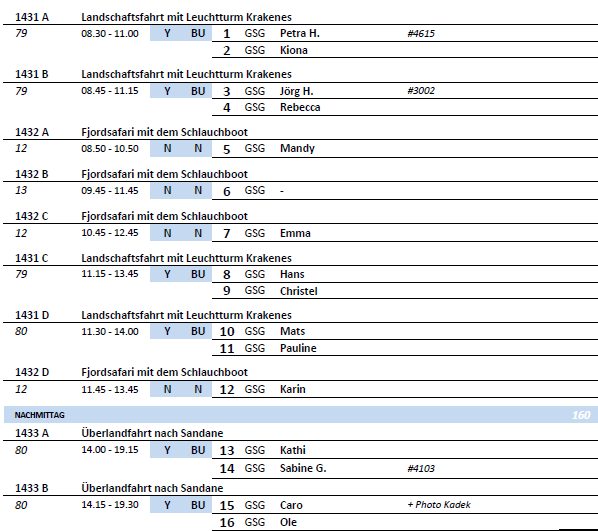 1431 A Landschaftsfahrt mit Leuchtturm Krakenes
79 08.30 - 11.00 Y BU 1 GSG Petra H. #4615
2 GSG Kiona
1431 B Landschaftsfahrt mit Leuchtturm Krakenes
79 08.45 - 11.15 Y BU 3 GSG Jörg H. #3002
4 GSG Rebecca
1432 A Fjordsafari mit dem Schlauchboot
12 08.50 - 10.50 N N 5 GSG Mandy
1432 B Fjordsafari mit dem Schlauchboot
13 09.45 - 11.45 N N 6 GSG -
1432 C Fjordsafari mit dem Schlauchboot
12 10.45 - 12.45 N N 7 GSG Emma
1431 C Landschaftsfahrt mit Leuchtturm Krakenes
79 11.15 - 13.45 Y BU 8 GSG Hans
9 GSG Christel
1431 D Landschaftsfahrt mit Leuchtturm Krakenes
80 11.30 - 14.00 Y BU 10 GSG Mats
11 GSG Pauline
1432 D Fjordsafari mit dem Schlauchboot
12 11.45 - 13.45 N N 12 GSG Karin
NACHMITTAG 160
1433 A Überlandfahrt nach Sandane
80 14.00 - 19.15 Y BU 13 GSG Kathi
14 GSG Sabine G. #4103
1433 B Überlandfahrt nach Sandane
80 14.15 - 19.30 Y BU 15 GSG Caro + Photo Kadek
16 GSG Ole